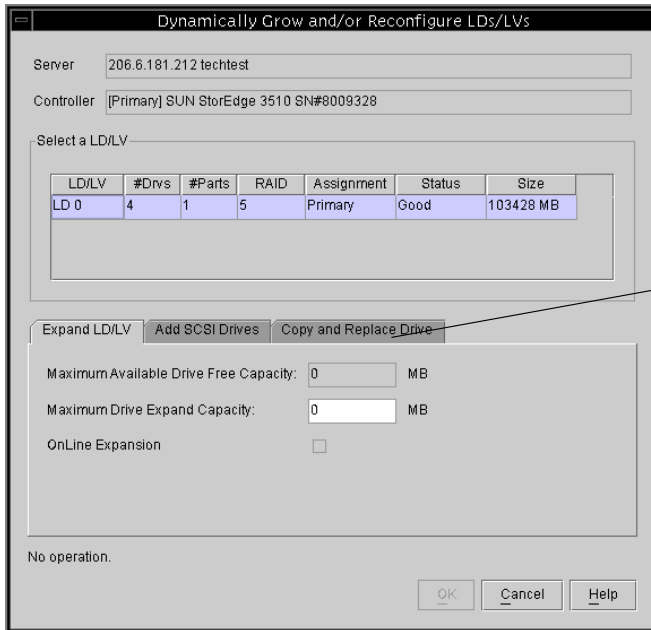 Dynamically Grow and/or Reconfigure LDs/LVs
Server 206.6.181.212 techtest
Controller [Primary] SUN StorEdge 3510 SN#8009328
Select a LD/LV
LD/LV #Drvs #Parts RAID Assignment Status Size
LD 0 4 1 5 Primary Good 103428 MB
Expand LD/LV Add SCSI Drives Copy and Replace Drive
Maximum Available Drive Free Capacity: 0 MB
Maximum Drive Expand Capacity: 0 MB
OnLine Expansion
No operation.
OK Cancel Help